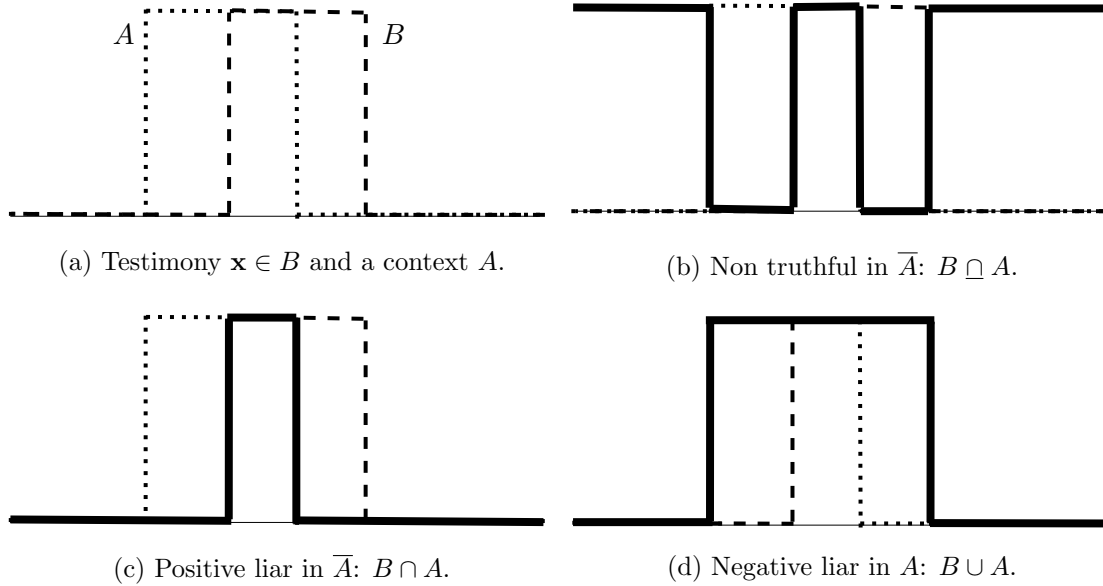 A B
(a) Testimony x ∈ B and a context A.
(b) Non truthful in A̅: B ⋂̲ A.
(c) Positive liar in A̅: B ∩ A.
(d) Negative liar in A: B ∪ A.